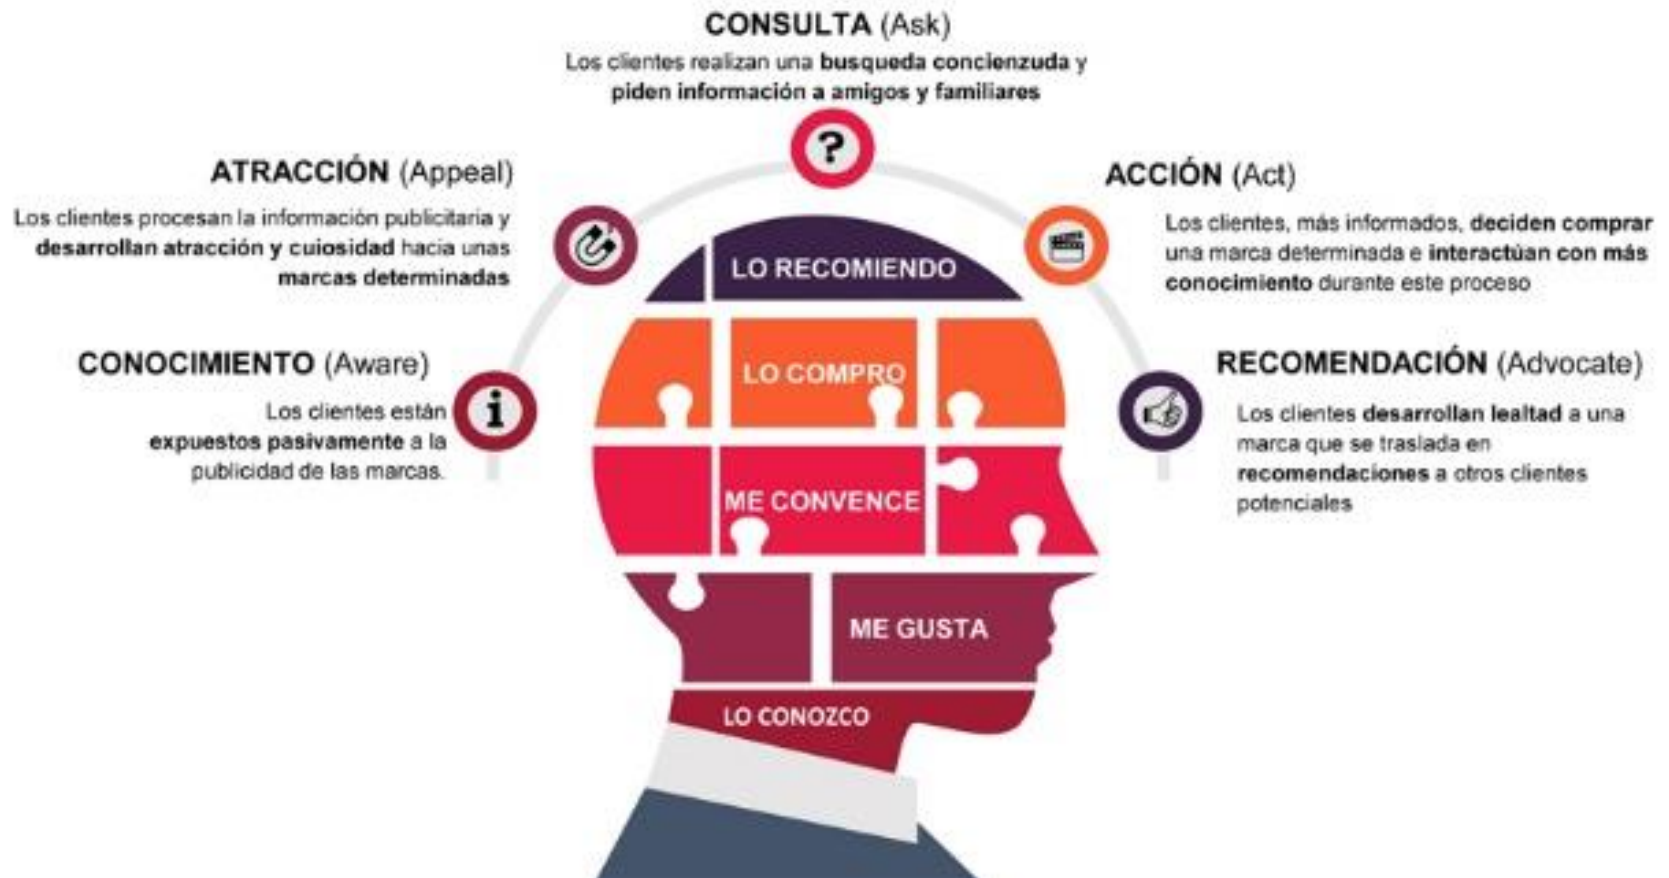 CONSULTA (Ask)
Los clientes realizan una busqueda concienzuda y
piden información a amigos y familiares
?
ATRACCIÓN (Appeal)
Los clientes procesan la información publicitaria y
desarrollan atracción y cuiosidad hacia unas
marcas determinadas
ACCIÓN (Act)
Los clientes, más informados, deciden comprar
una marca determinada e interactúan con más
conocimiento durante este proceso
CONOCIMIENTO (Aware)
Los clientes están
expuestos pasivamente a la
publicidad de las marcas.
i
RECOMENDACIÓN (Advocate)
Los clientes desarrollan lealtad a una
marca que se traslada en
recomendaciones a otros clientes
potenciales
LO RECOMIENDO
LO COMPRO
ME CONVENCE
ME GUSTA
LO CONOZCO